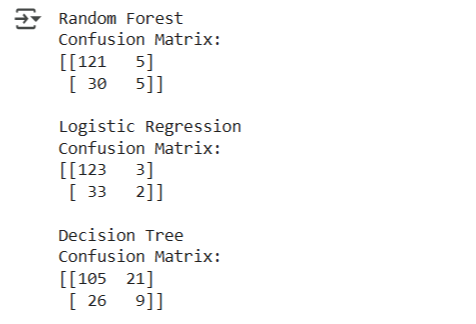 Random Forest
Confusion Matrix:
[[121   5]
 [ 30   5]]

Logistic Regression
Confusion Matrix:
[[123   3]
 [ 33   2]]

Decision Tree
Confusion Matrix:
[[105  21]
 [ 26   9]]